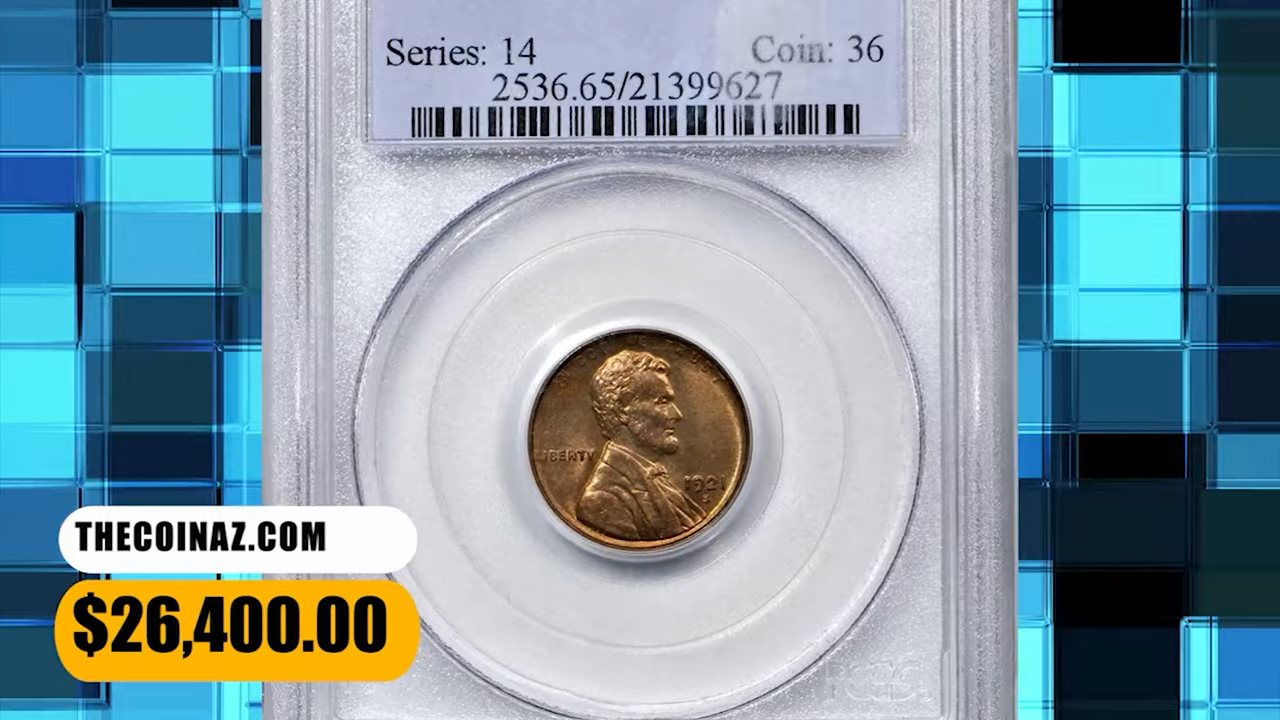 Series: 14 Coin: 36
2536.65/21399627
LIBERTY
1921
S
THECOINAZ.COM
$26,400.00